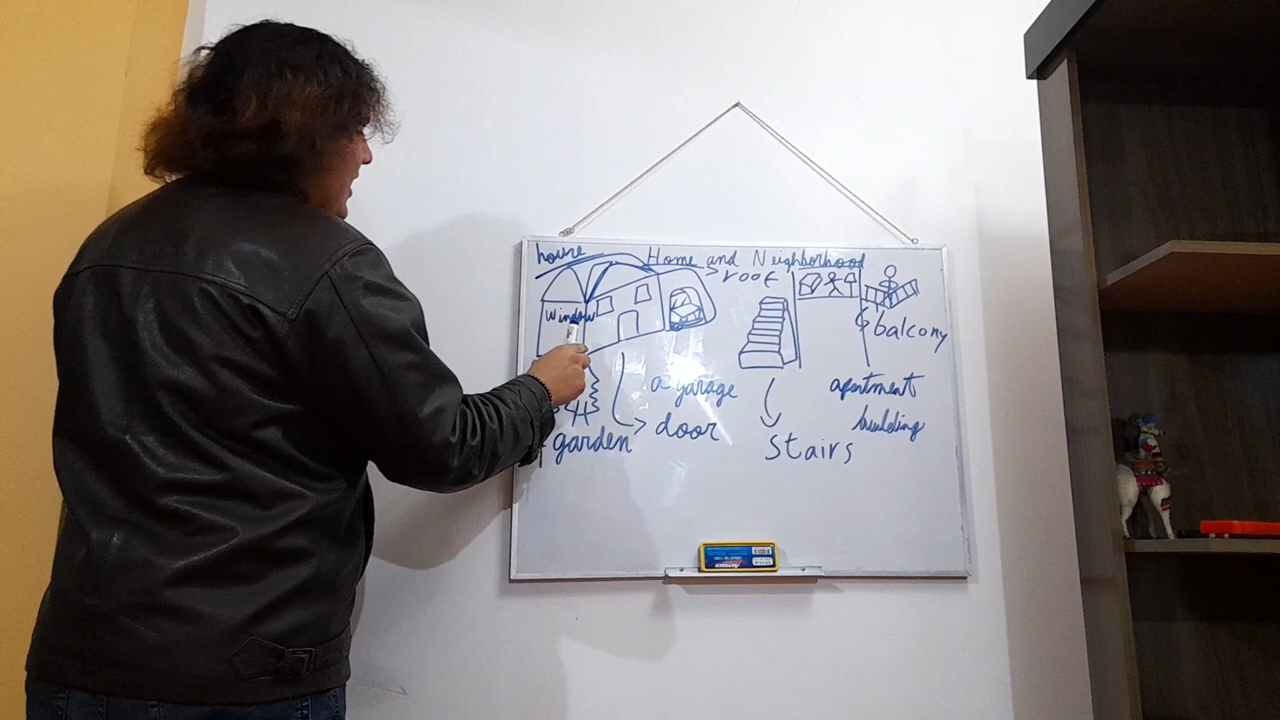 house
Home and Neighborhood
roof
window
balcony
a garage
apartment
building
door
garden
stairs